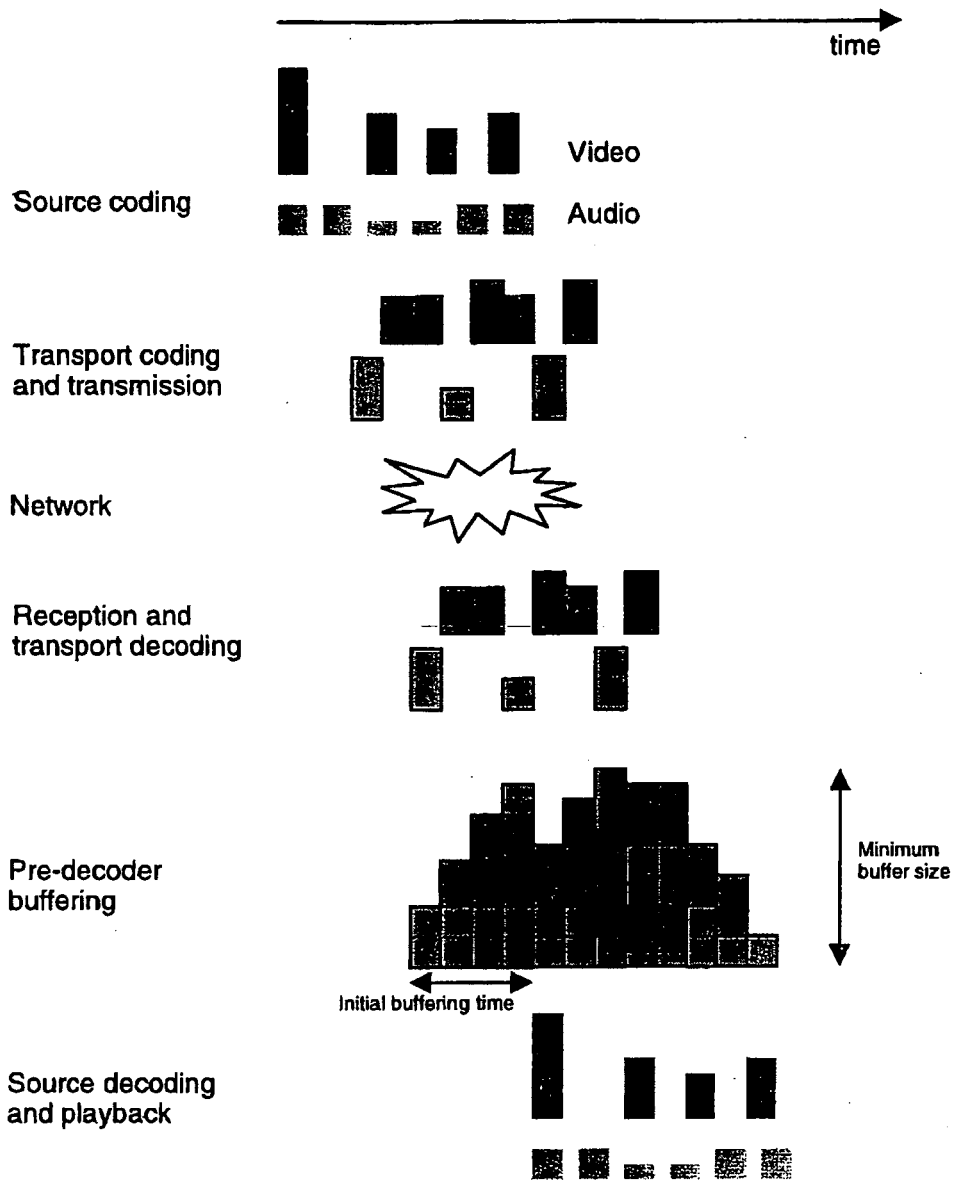 time
Video
Source coding
Audio
Transport coding
and transmission
Network
Reception and
transport decoding
Pre-decoder
buffering
Minimum
buffer size
Initial buffering time
Source decoding
and playback